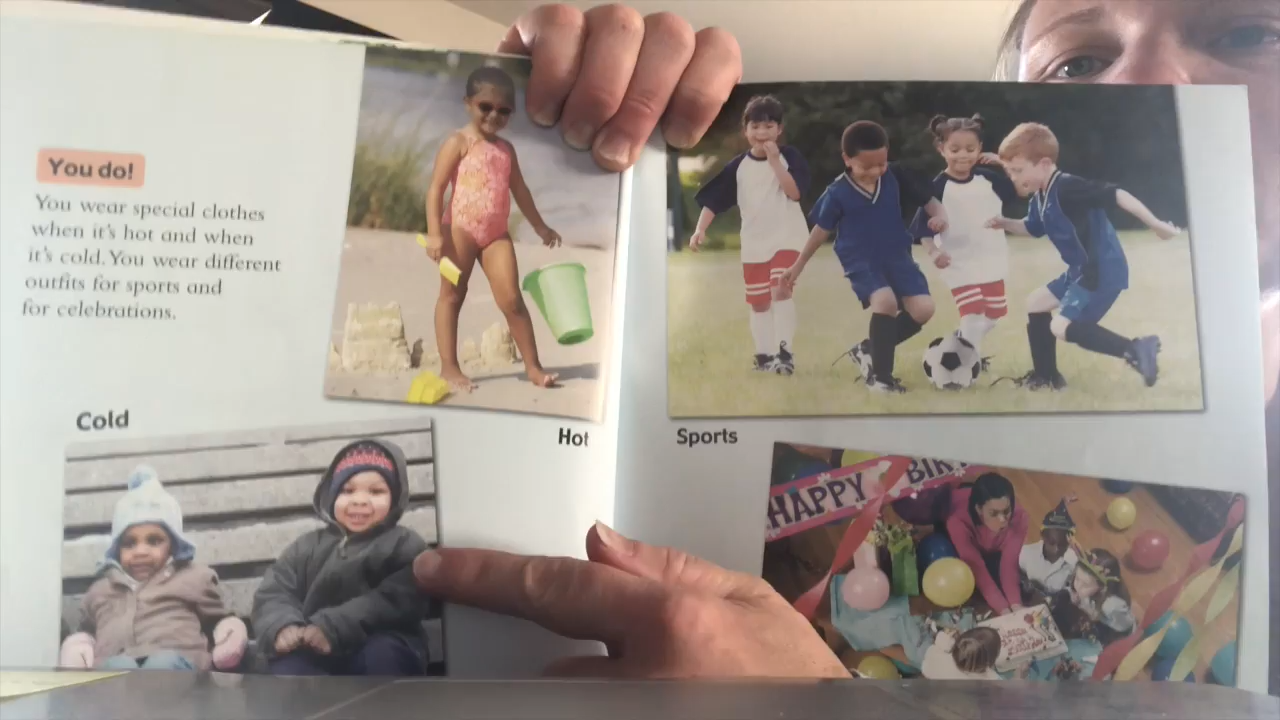 You do!
You wear special clothes
when it's hot and when
it's cold. You wear different
outfits for sports and
for celebrations.
Cold
Hot
Sports
HAPPY BIR